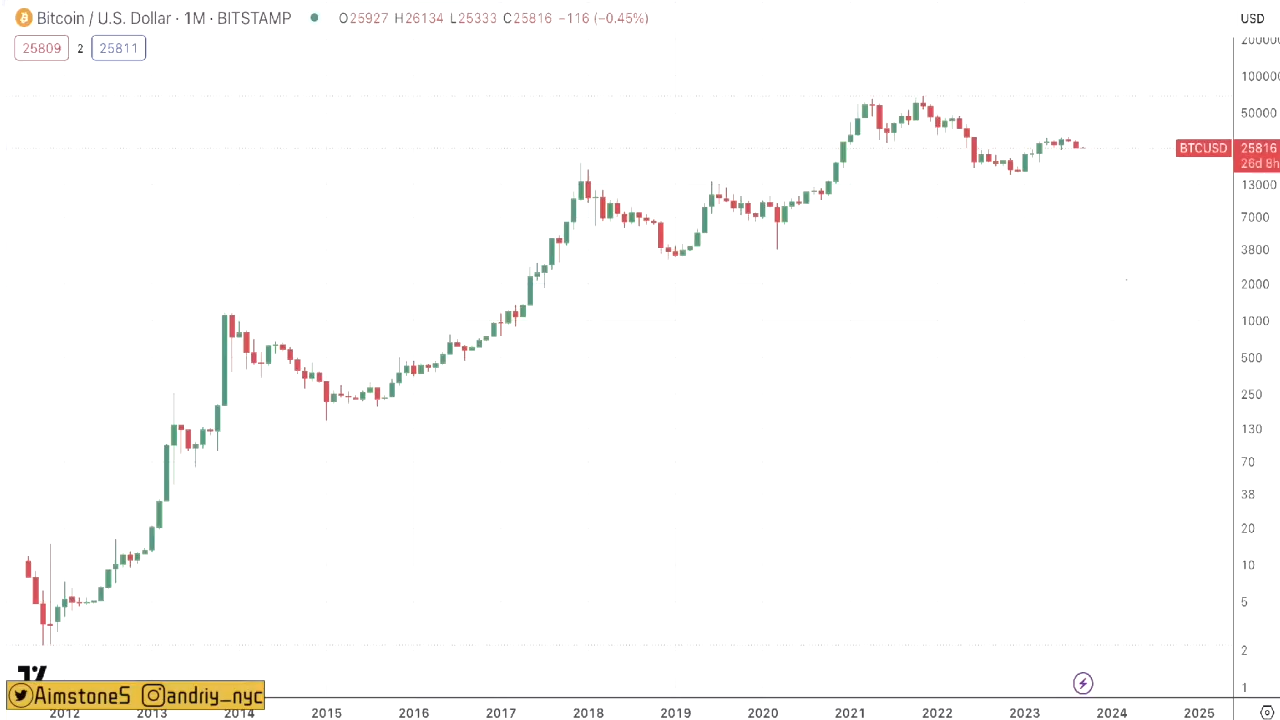 Bitcoin / U.S. Dollar · 1M · BITSTAMP O25927 H26134 L25333 C25816 −116 (−0.45%)
USD
25809 2 25811
200000
100000
50000
BTCUSD 25816
26d 8h
13000
7000
3800
2000
1000
500
250
130
70
38
20
10
5
2
1
Aimstone5 andriy_nyc
2012 2013 2014 2015 2016 2017 2018 2019 2020 2021 2022 2023 2024 2025